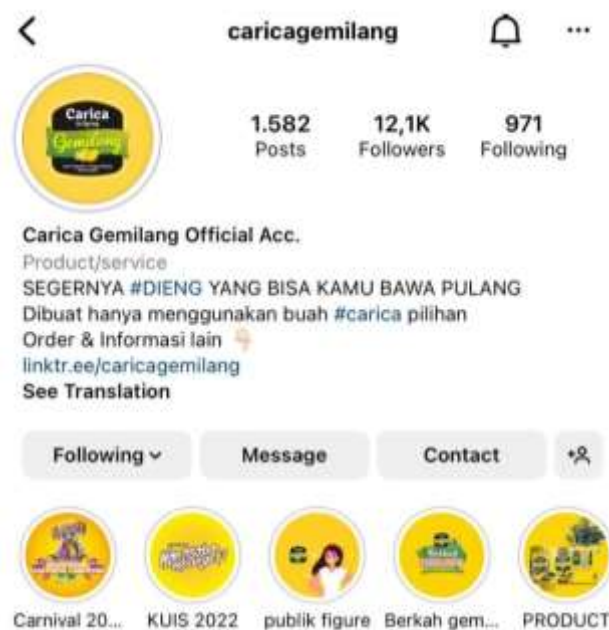 caricagemilang
Carica
Gemilang
1.582 12,1K 971
Posts Followers Following
Carica Gemilang Official Acc.
Product/service
SEGERNYA #DIENG YANG BISA KAMU BAWA PULANG
Dibuat hanya menggunakan buah #carica pilihan
Order & Informasi lain 👇🏻
linktr.ee/caricagemilang
See Translation
Following Message Contact
Carnival 20... KUIS 2022 publik figure Berkah gem... PRODUCT